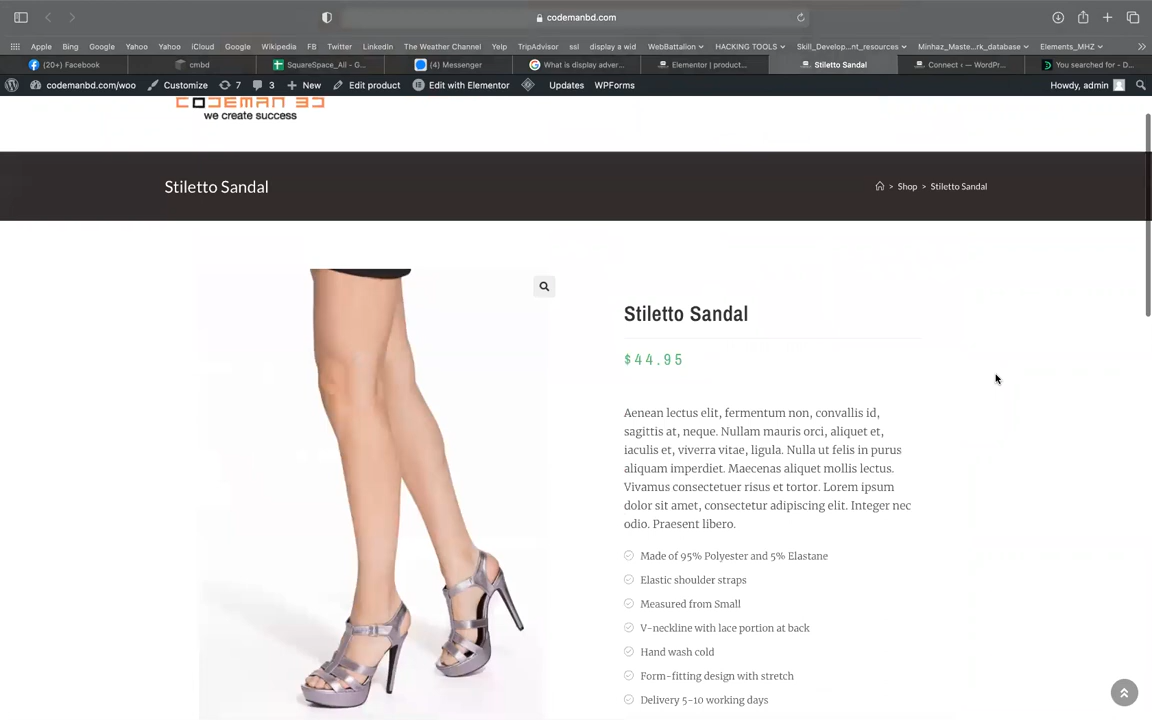 codemanbd.com
Apple Bing Google Yahoo Yahoo iCloud Google Wikipedia FB Twitter LinkedIn The Weather Channel Yelp TripAdvisor ssl display a wid WebBattalion HACKING TOOLS Skill_Develop...nt_resources Minhaz_Maste...rk_database Elements_MHZ
(20+) Facebook cmbd SquareSpace_All - G... (4) Messenger What is display adver... Elementor | product... Stiletto Sandal Connect ‹ — WordPr... You searched for - D...
codemanbd.com/woo Customize 7 3 New Edit product Edit with Elementor Updates WPForms Howdy, admin
CODEMAN BD
we create success
Stiletto Sandal
> Shop > Stiletto Sandal
Stiletto Sandal
$44.95
Aenean lectus elit, fermentum non, convallis id,
sagittis at, neque. Nullam mauris orci, aliquet et,
iaculis et, viverra vitae, ligula. Nulla ut felis in purus
aliquam imperdiet. Maecenas aliquet mollis lectus.
Vivamus consectetuer risus et tortor. Lorem ipsum
dolor sit amet, consectetur adipiscing elit. Integer nec
odio. Praesent libero.
Made of 95% Polyester and 5% Elastane
Elastic shoulder straps
Measured from Small
V-neckline with lace portion at back
Hand wash cold
Form-fitting design with stretch
Delivery 5-10 working days